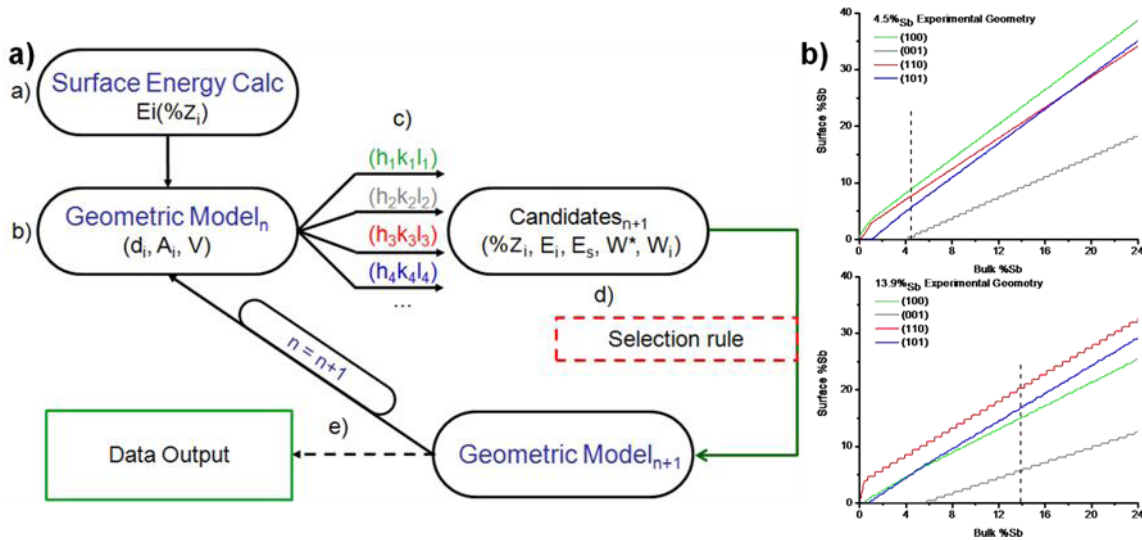 a)
a)
Surface Energy Calc
Ei(%Zᵢ)
b)
Geometric Modelₙ
(dᵢ, Aᵢ, V)
c)
(h₁k₁l₁)
(h₂k₂l₂)
(h₃k₃l₃)
(h₄k₄l₄)
...
Candidatesₙ₊₁
(%Zᵢ, Eᵢ, Eₛ, W*, Wᵢ)
d)
Selection rule
n = n+1
e)
Data Output
Geometric Modelₙ₊₁
b)
4.5%Sb Experimental Geometry
(100)
(001)
(110)
(101)
Surface %Sb
40
30
20
10
0
0 4 8 12 16 20 24
Bulk %Sb
13.9%Sb Experimental Geometry
(100)
(001)
(110)
(101)
Surface %Sb
40
30
20
10
0
0 4 8 12 16 20 24
Bulk %Sb